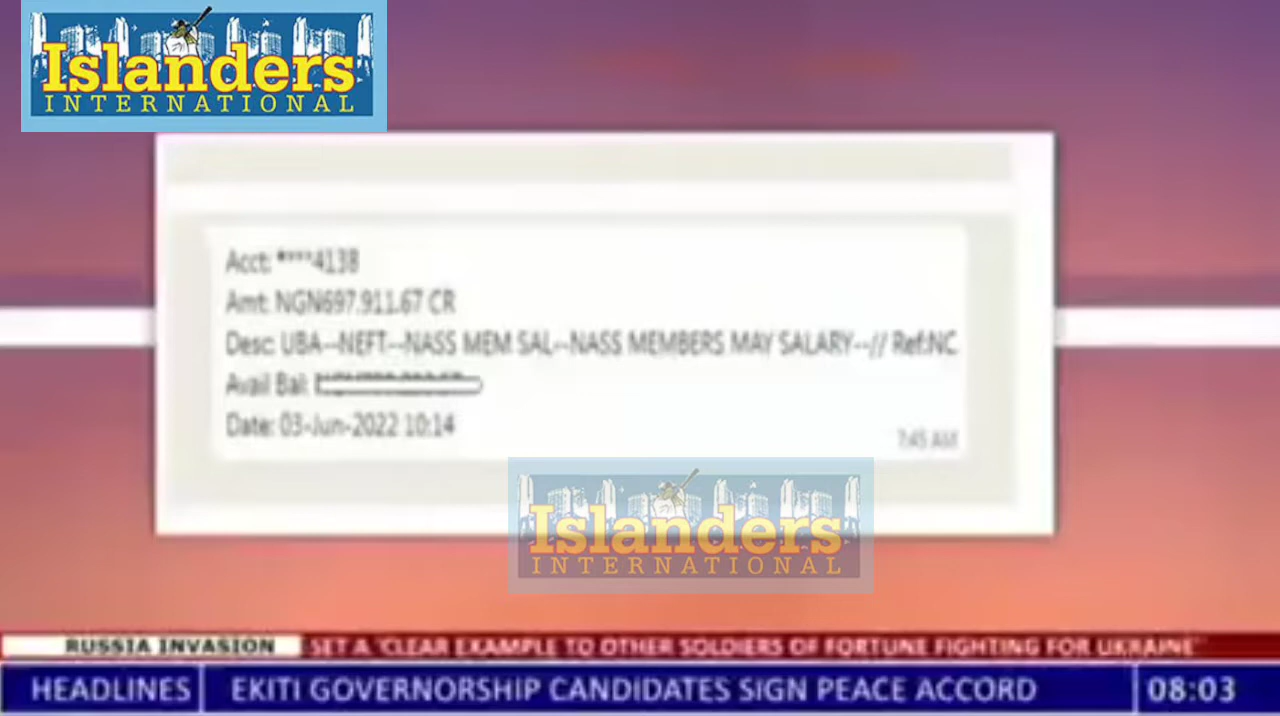 Islanders
INTERNATIONAL
Acct: ****4138
Amt: NGN697,911.67 CR
Desc: UBA--NEFT--NASS MEM SAL--NASS MEMBERS MAY SALARY--// Ref:NC
Avail Bal:
Date: 03-Jun-2022 10:14
7:45 AM
Islanders
INTERNATIONAL
RUSSIA INVASION SET A 'CLEAR EXAMPLE TO OTHER SOLDIERS OF FORTUNE FIGHTING FOR UKRAINE'
HEADLINES EKITI GOVERNORSHIP CANDIDATES SIGN PEACE ACCORD 08:03